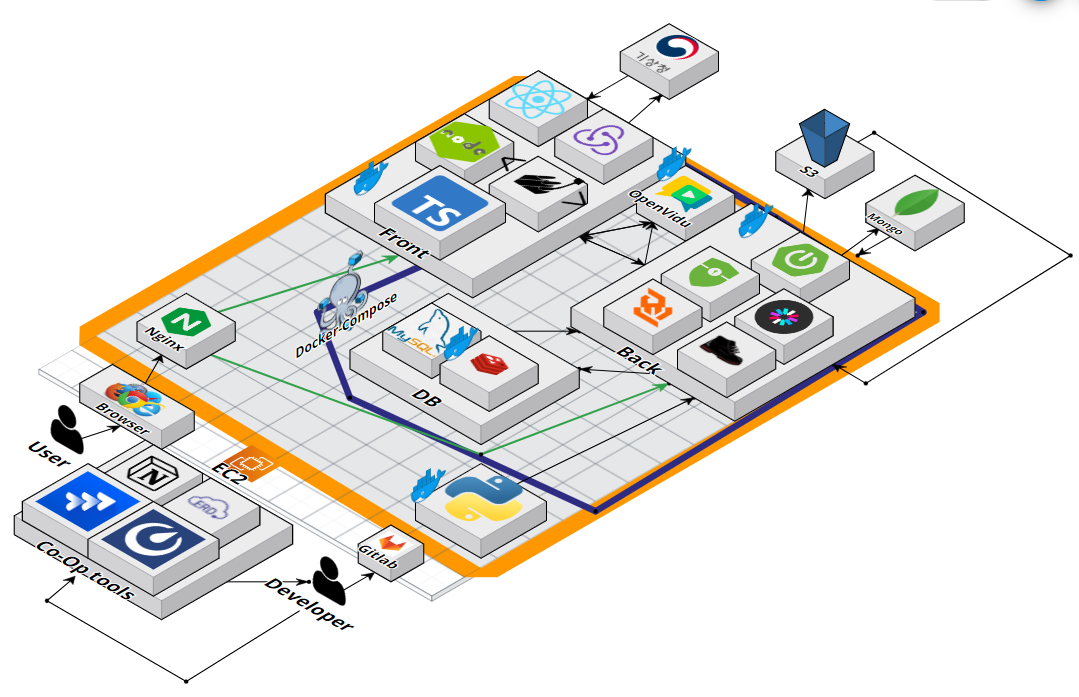 기상청
node
TS
Front
OpenVidu
S3
Mongo
Docker-Compose
Nginx
MySQL
DB
Back
Browser
User
EC2
N
ERD
Co-Op tools
Gitlab
Developer